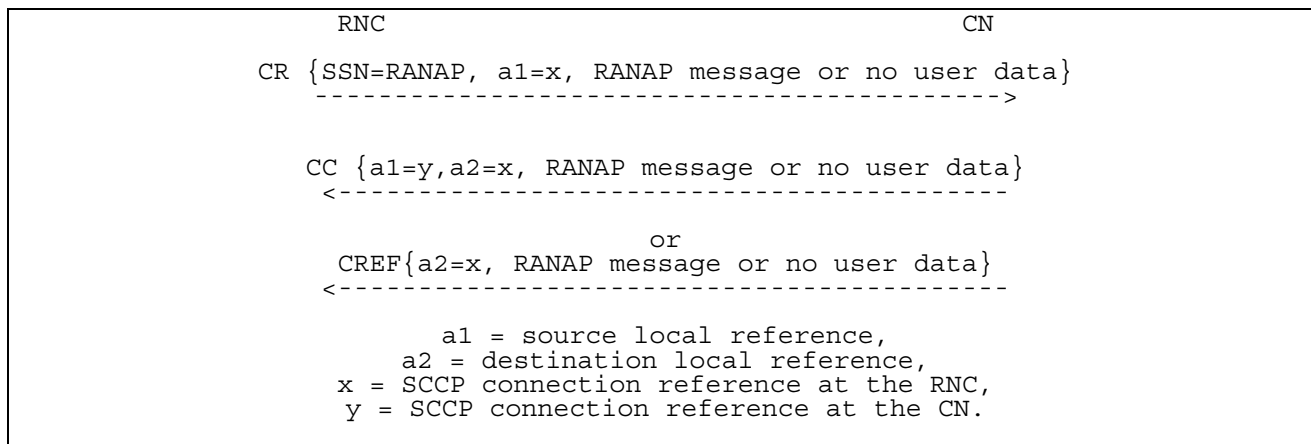 RNC CN
CR {SSN=RANAP, a1=x, RANAP message or no user data}
------------------------------------------->
CC {a1=y,a2=x, RANAP message or no user data}
<------------------------------------------
or
CREF{a2=x, RANAP message or no user data}
<------------------------------------------
a1 = source local reference,
a2 = destination local reference,
x = SCCP connection reference at the RNC,
y = SCCP connection reference at the CN.